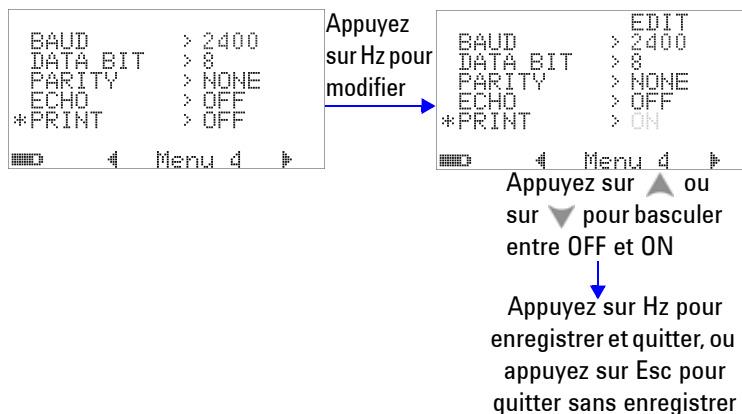 BAUD > 2400
DATA BIT > 8
PARITY > NONE
ECHO > OFF
*PRINT > OFF
Menu 4
Appuyez
sur Hz pour
modifier
EDIT
BAUD > 2400
DATA BIT > 8
PARITY > NONE
ECHO > OFF
*PRINT > ON
Menu 4
Appuyez sur ou
sur pour basculer
entre OFF et ON
Appuyez sur Hz pour
enregistrer et quitter, ou
appuyez sur Esc pour
quitter sans enregistrer